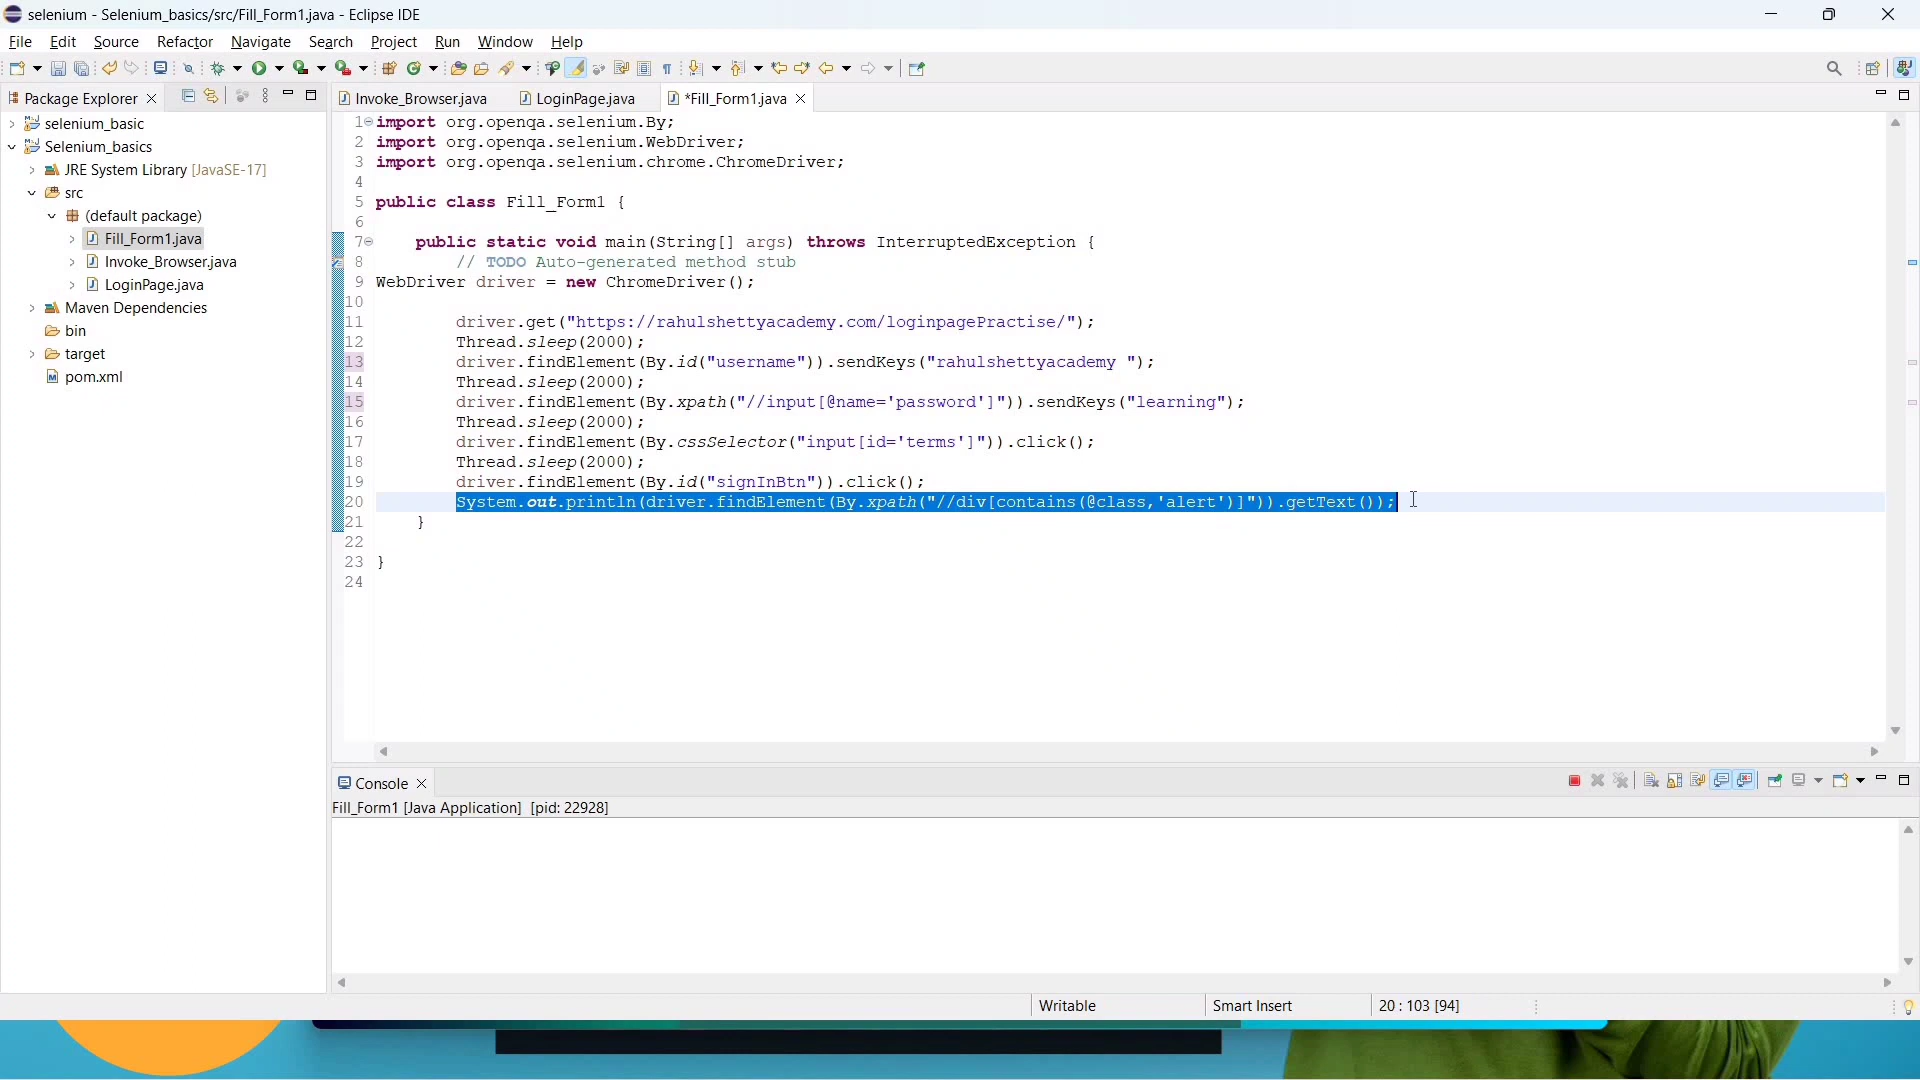 selenium - Selenium_basics/src/Fill_Form1.java - Eclipse IDE
File Edit Source Refactor Navigate Search Project Run Window Help
Package Explorer
selenium_basic
Selenium_basics
JRE System Library [JavaSE-17]
src
(default package)
Fill_Form1.java
Invoke_Browser.java
LoginPage.java
Maven Dependencies
bin
target
pom.xml
Invoke_Browser.java LoginPage.java *Fill_Form1.java
1 import org.openqa.selenium.By;
2 import org.openqa.selenium.WebDriver;
3 import org.openqa.selenium.chrome.ChromeDriver;
4
5 public class Fill_Form1 {
6
7 public static void main(String[] args) throws InterruptedException {
8 // TODO Auto-generated method stub
9 WebDriver driver = new ChromeDriver();
10
11 driver.get("https://rahulshettyacademy.com/loginpagePractise/");
12 Thread.sleep(2000);
13 driver.findElement(By.id("username")).sendKeys("rahulshettyacademy ");
14 Thread.sleep(2000);
15 driver.findElement(By.xpath("//input[@name='password']")).sendKeys("learning");
16 Thread.sleep(2000);
17 driver.findElement(By.cssSelector("input[id='terms']")).click();
18 Thread.sleep(2000);
19 driver.findElement(By.id("signInBtn")).click();
20 System.out.println(driver.findElement(By.xpath("//div[contains(@class,'alert')]")).getText());
21 }
22
23 }
24
Console
Fill_Form1 [Java Application] [pid: 22928]
Writable Smart Insert 20 : 103 [94]